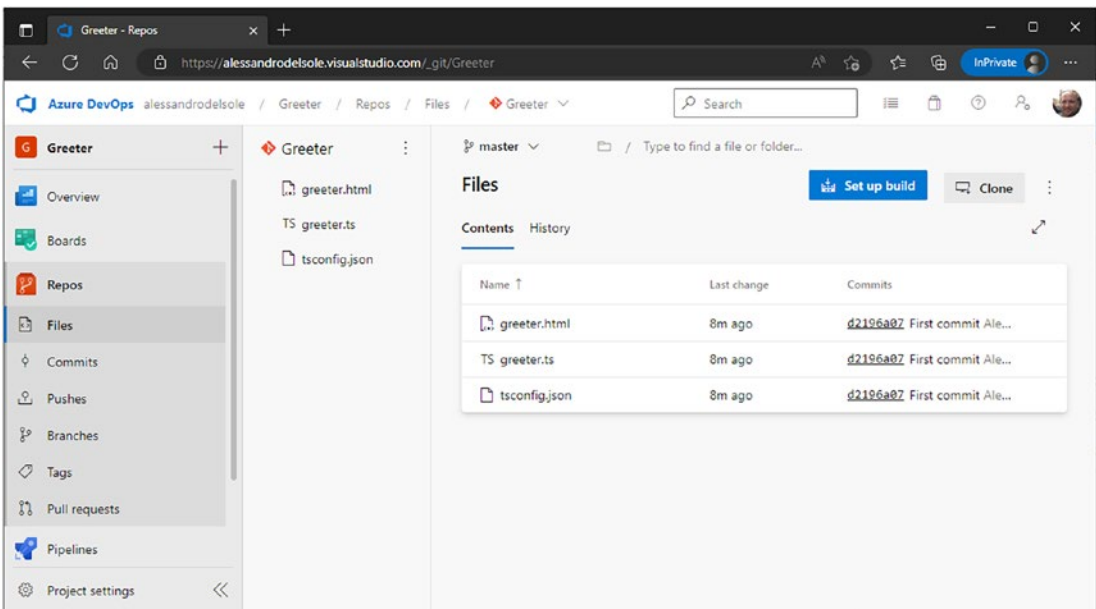 Greeter - Repos
https://alessandrodelsole.visualstudio.com/_git/Greeter
InPrivate
Azure DevOps alessandrodelsole / Greeter / Repos / Files / Greeter
Search
G Greeter
Overview
Boards
Repos
Files
Commits
Pushes
Branches
Tags
Pull requests
Pipelines
Project settings
Greeter
greeter.html
TS greeter.ts
tsconfig.json
master / Type to find a file or folder...
Files
Set up build
Clone
Contents History
Name ↑ Last change Commits
greeter.html 8m ago d2196a07 First commit Ale...
TS greeter.ts 8m ago d2196a07 First commit Ale...
tsconfig.json 8m ago d2196a07 First commit Ale...